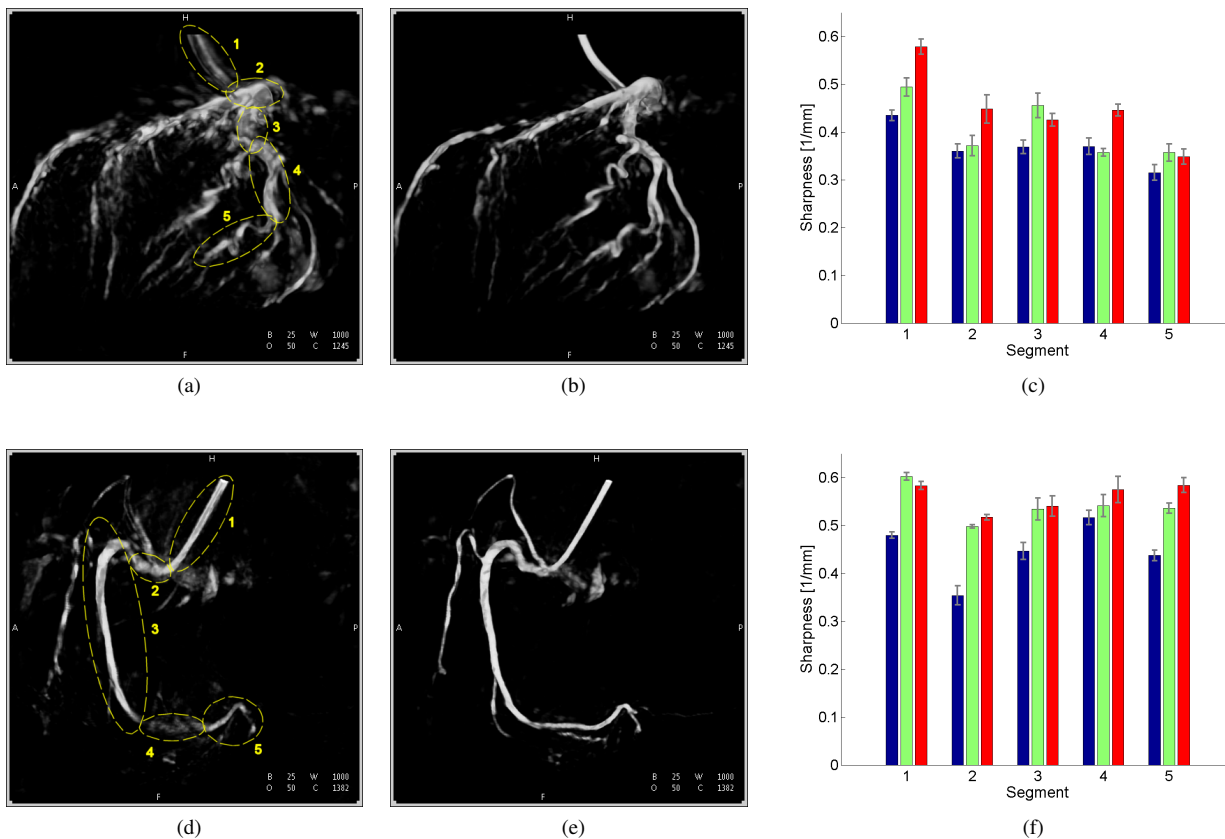 H
1
2
3
4
5
A
P
B 25 W 1000
O 50 C 1245
F
(a)
H
A
P
B 25 W 1000
O 50 C 1245
F
(b)
Sharpness [1/mm]
0.6
0.5
0.4
0.3
0.2
0.1
0
1 2 3 4 5
Segment
(c)
H
1
2
3
A
P
4
5
B 25 W 1000
O 50 C 1382
F
(d)
H
A
P
B 25 W 1000
O 50 C 1382
F
(e)
Sharpness [1/mm]
0.6
0.5
0.4
0.3
0.2
0.1
0
1 2 3 4 5
Segment
(f)